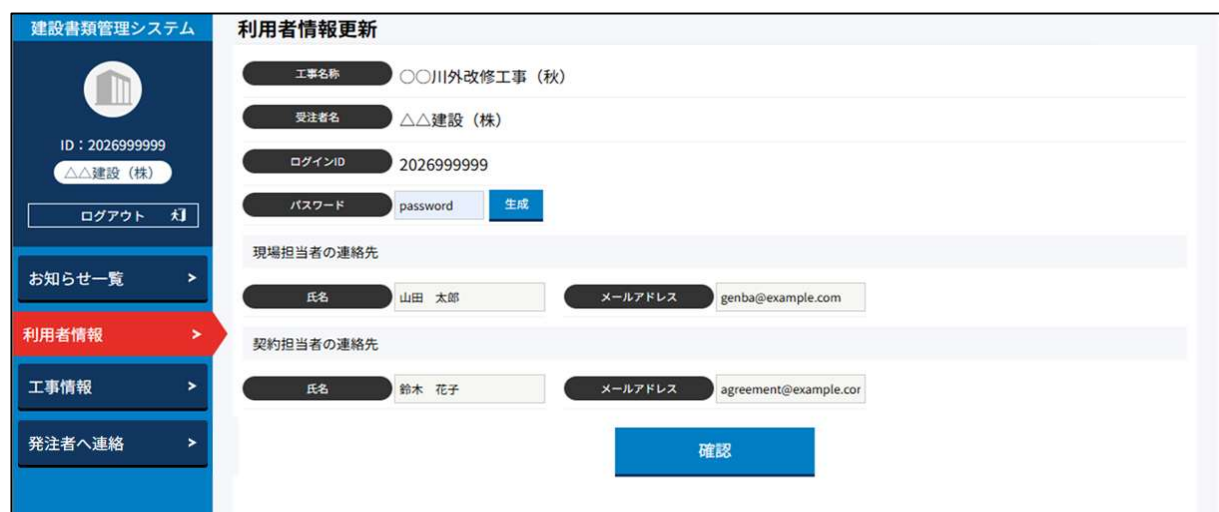 建設書類管理システム
ID：2026999999
△△建設（株）
ログアウト
お知らせ一覧 >
利用者情報 >
工事情報 >
発注者へ連絡 >
利用者情報更新
工事名称 〇〇川外改修工事（秋）
受注者名 △△建設（株）
ログインID 2026999999
パスワード password 生成
現場担当者の連絡先
氏名 山田　太郎 メールアドレス genba@example.com
契約担当者の連絡先
氏名 鈴木　花子 メールアドレス agreement@example.cor
確認